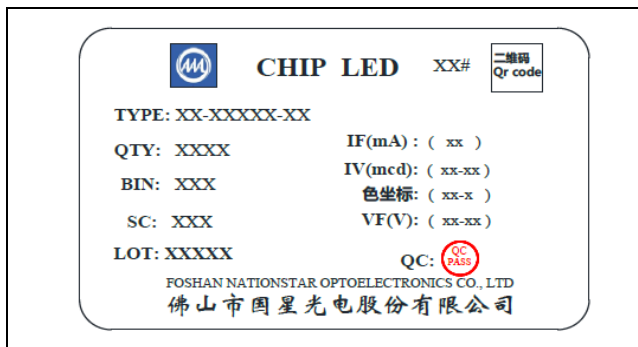 CHIP LED XX# 二维码
Qr code
TYPE: XX-XXXXX-XX
QTY: XXXX
BIN: XXX
SC: XXX
LOT: XXXXX
IF(mA) : ( xx )
IV(mcd): ( xx-xx )
色坐标: ( xx-x )
VF(V): ( xx-xx )
QC: QC
PASS
FOSHAN NATIONSTAR OPTOELECTRONICS CO., LTD
佛山市国星光电股份有限公司